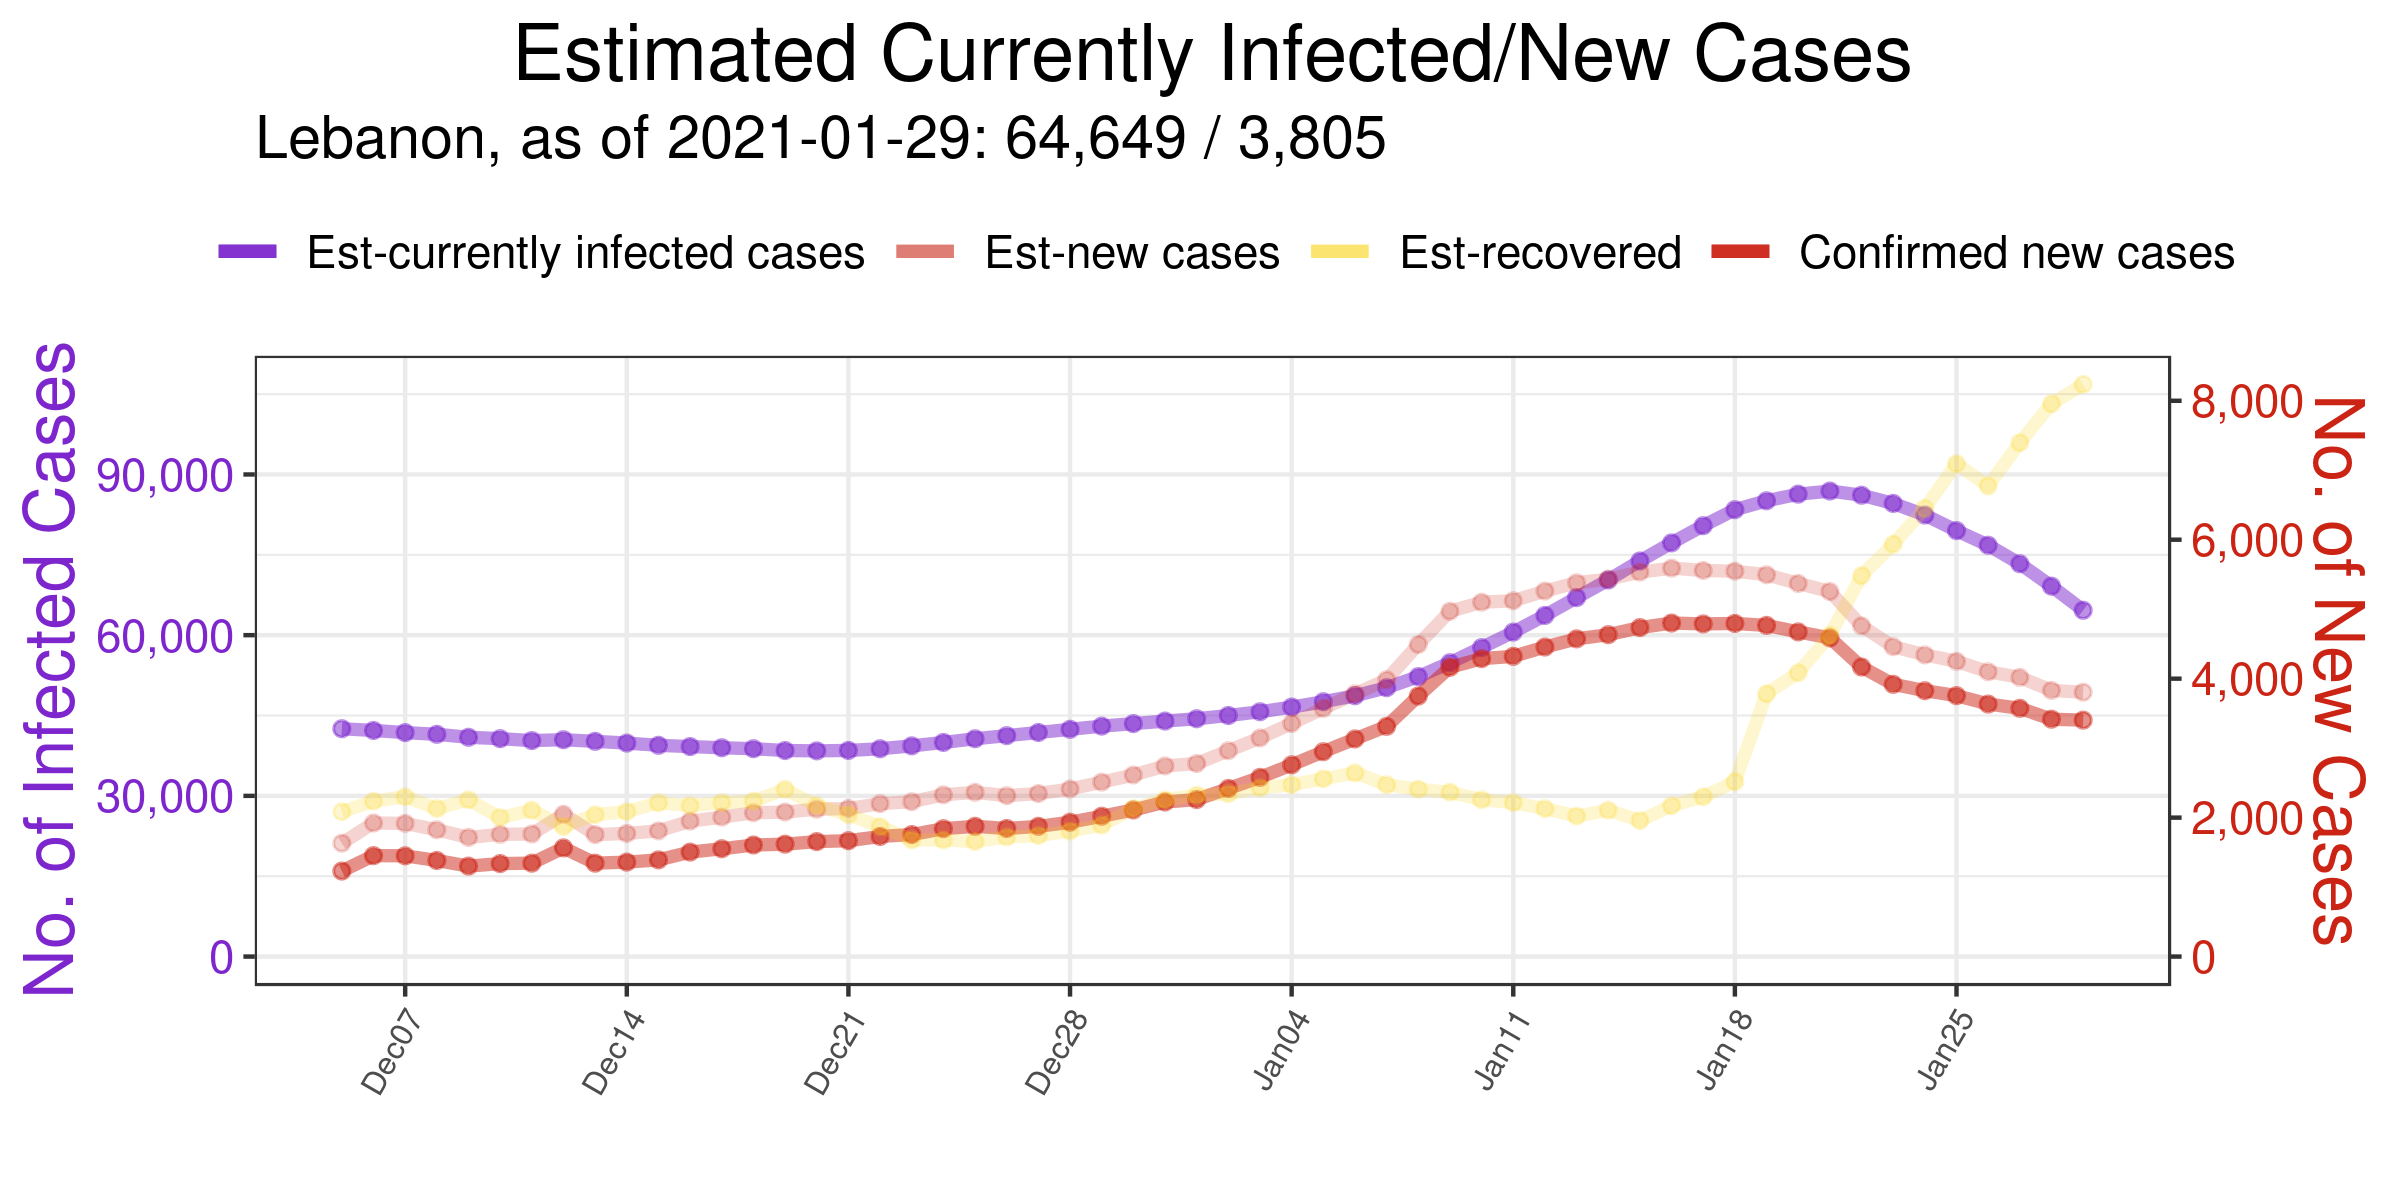 Estimated Currently Infected/New Cases
Lebanon, as of 2021-01-29: 64,649 / 3,805
Est-currently infected cases Est-new cases Est-recovered Confirmed new cases
No. of Infected Cases
90,000
60,000
30,000
0
8,000
6,000
4,000
2,000
0
No. of New Cases
Dec07 Dec14 Dec21 Dec28 Jan04 Jan11 Jan18 Jan25